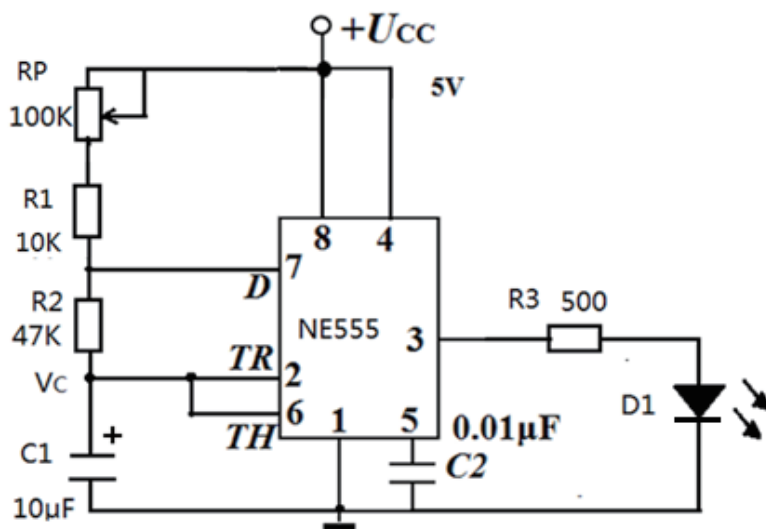 +UCC
RP
100K
5V
R1
10K
8
4
7
D
R2
47K
NE555
3
R3
500
TR
2
VC
6
TH
1
5
0.01μF
C2
D1
+
C1
10μF